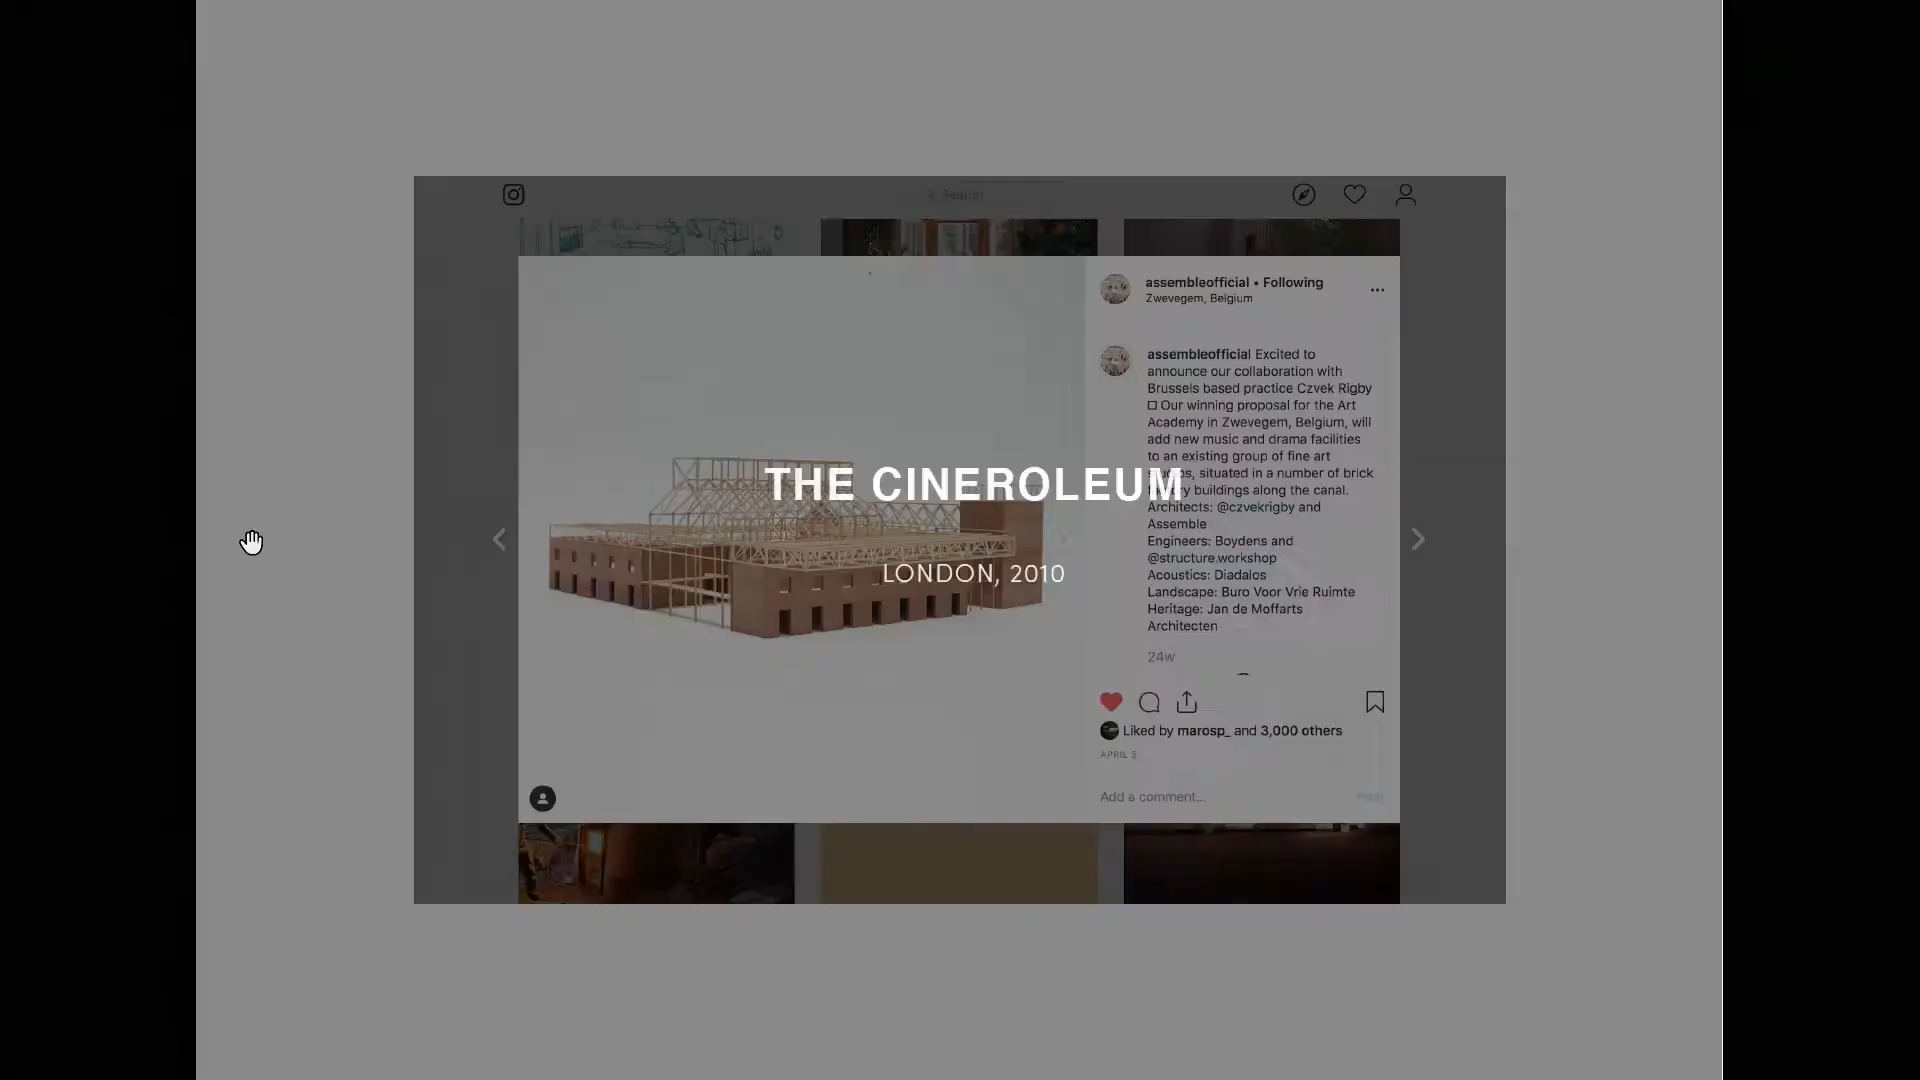 Search
assembleofficial • Following
Zwevegem, Belgium
assembleofficial Excited to
announce our collaboration with
Brussels based practice Czvek Rigby
Our winning proposal for the Art
Academy in Zwevegem, Belgium, will
add new music and drama facilities
to an existing group of fine art
studios, situated in a number of brick
buildings along the canal.
Architects: @czvekrigby and
Assemble
Engineers: Boydens and
@structure.workshop
Acoustics: Diadaios
Landscape: Buro Voor Vrie Ruimte
Heritage: Jan de Moffarts
Architecten
24w
Liked by marosp_ and 3,000 others
APRIL 5
Add a comment...
THE CINEROLEUM
LONDON, 2010